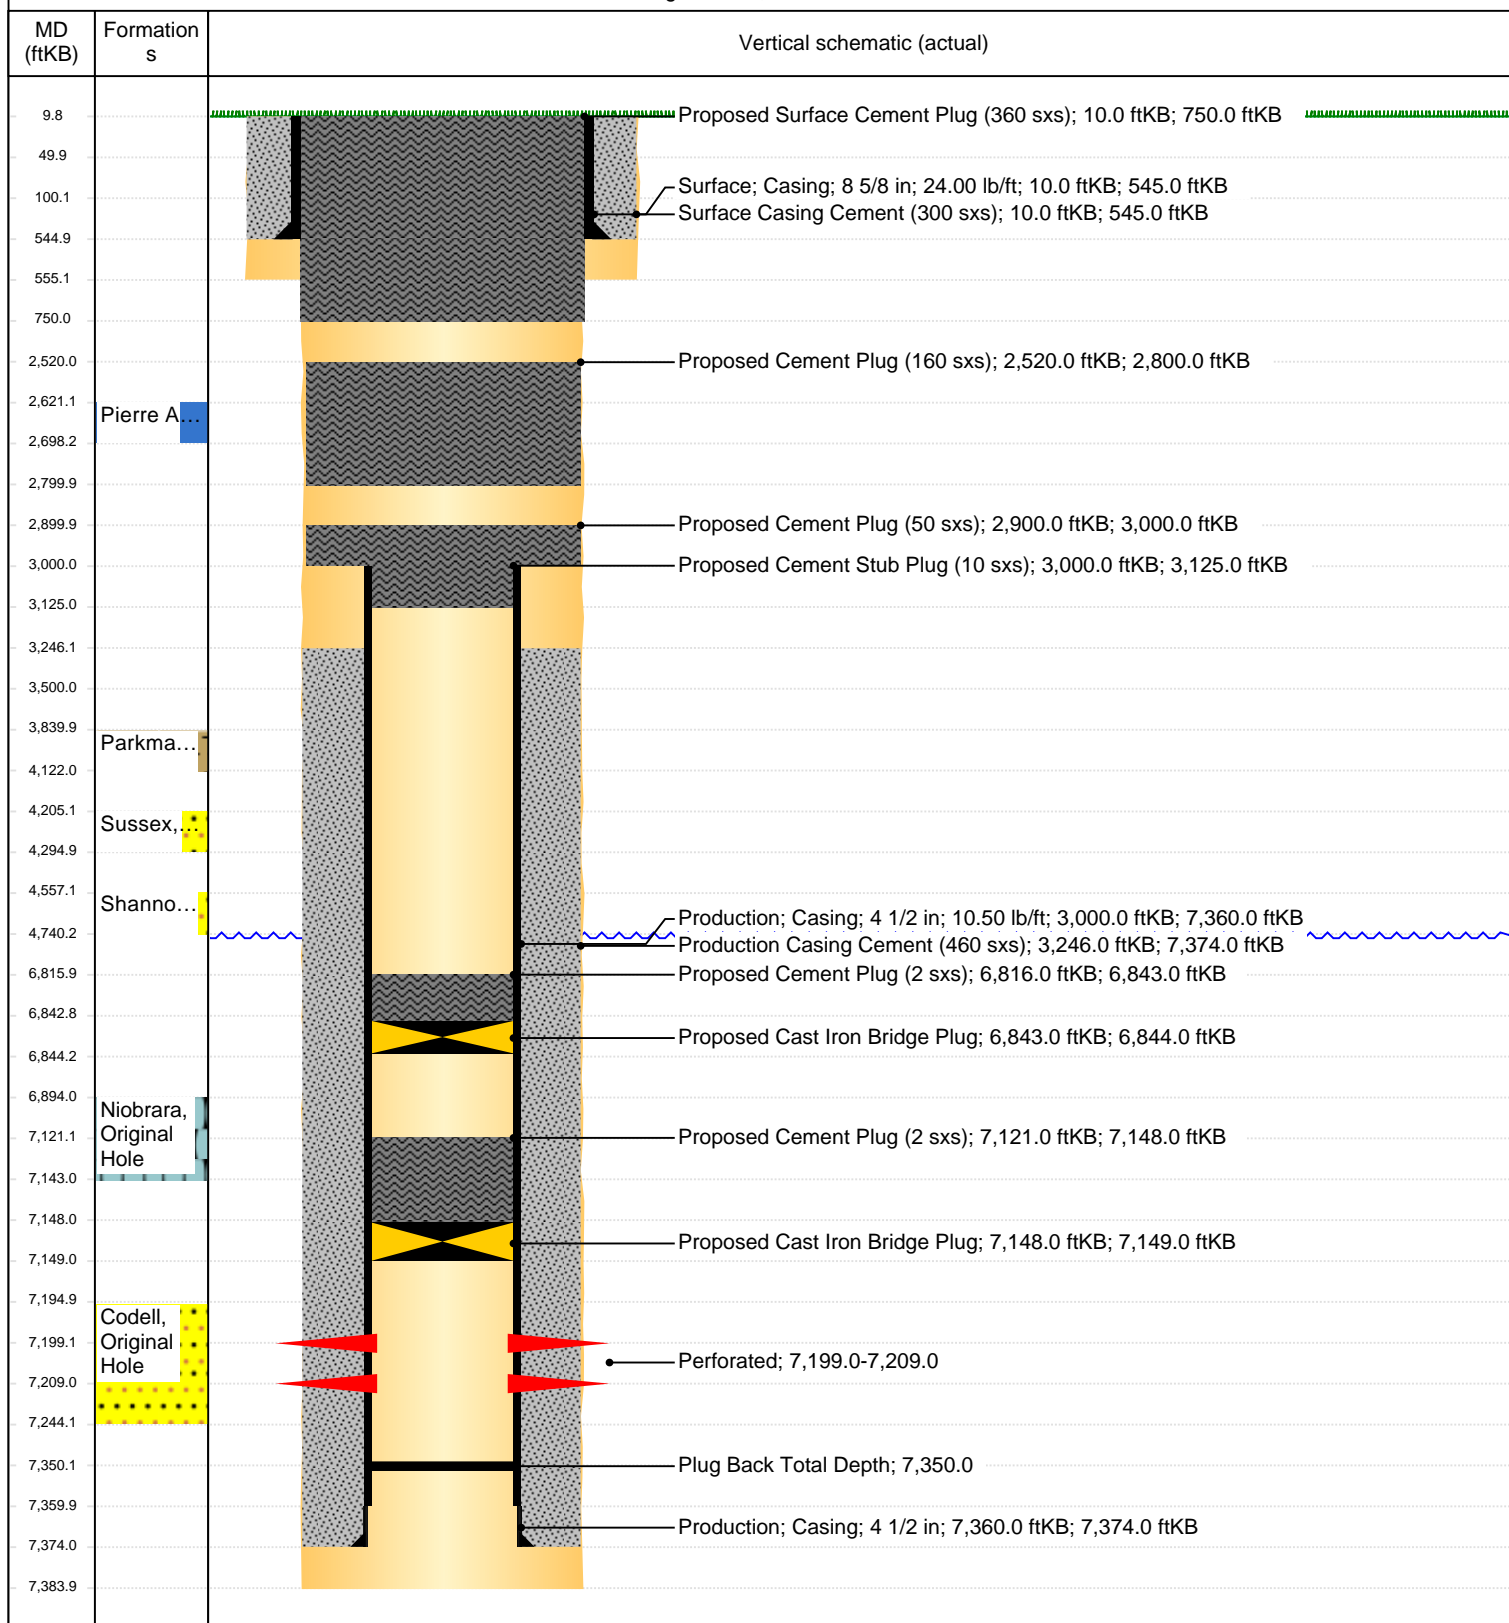 MD
(ftKB)
Formation
s
Vertical schematic (actual)
9.8
49.9
100.1
544.9
555.1
750.0
2,520.0
2,621.1
2,698.2
2,799.9
2,899.9
3,000.0
3,125.0
3,246.1
3,500.0
3,839.9
4,122.0
4,205.1
4,294.9
4,557.1
4,740.2
6,815.9
6,842.8
6,844.2
6,894.0
7,121.1
7,143.0
7,148.0
7,149.0
7,194.9
7,199.1
7,209.0
7,244.1
7,350.1
7,359.9
7,374.0
7,383.9
Pierre A...
Parkma...
Sussex,...
Shanno...
Niobrara,
Original
Hole
Codell,
Original
Hole
Proposed Surface Cement Plug (360 sxs); 10.0 ftKB; 750.0 ftKB
Surface; Casing; 8 5/8 in; 24.00 lb/ft; 10.0 ftKB; 545.0 ftKB
Surface Casing Cement (300 sxs); 10.0 ftKB; 545.0 ftKB
Proposed Cement Plug (160 sxs); 2,520.0 ftKB; 2,800.0 ftKB
Proposed Cement Plug (50 sxs); 2,900.0 ftKB; 3,000.0 ftKB
Proposed Cement Stub Plug (10 sxs); 3,000.0 ftKB; 3,125.0 ftKB
Production; Casing; 4 1/2 in; 10.50 lb/ft; 3,000.0 ftKB; 7,360.0 ftKB
Production Casing Cement (460 sxs); 3,246.0 ftKB; 7,374.0 ftKB
Proposed Cement Plug (2 sxs); 6,816.0 ftKB; 6,843.0 ftKB
Proposed Cast Iron Bridge Plug; 6,843.0 ftKB; 6,844.0 ftKB
Proposed Cement Plug (2 sxs); 7,121.0 ftKB; 7,148.0 ftKB
Proposed Cast Iron Bridge Plug; 7,148.0 ftKB; 7,149.0 ftKB
Perforated; 7,199.0-7,209.0
Plug Back Total Depth; 7,350.0
Production; Casing; 4 1/2 in; 7,360.0 ftKB; 7,374.0 ftKB